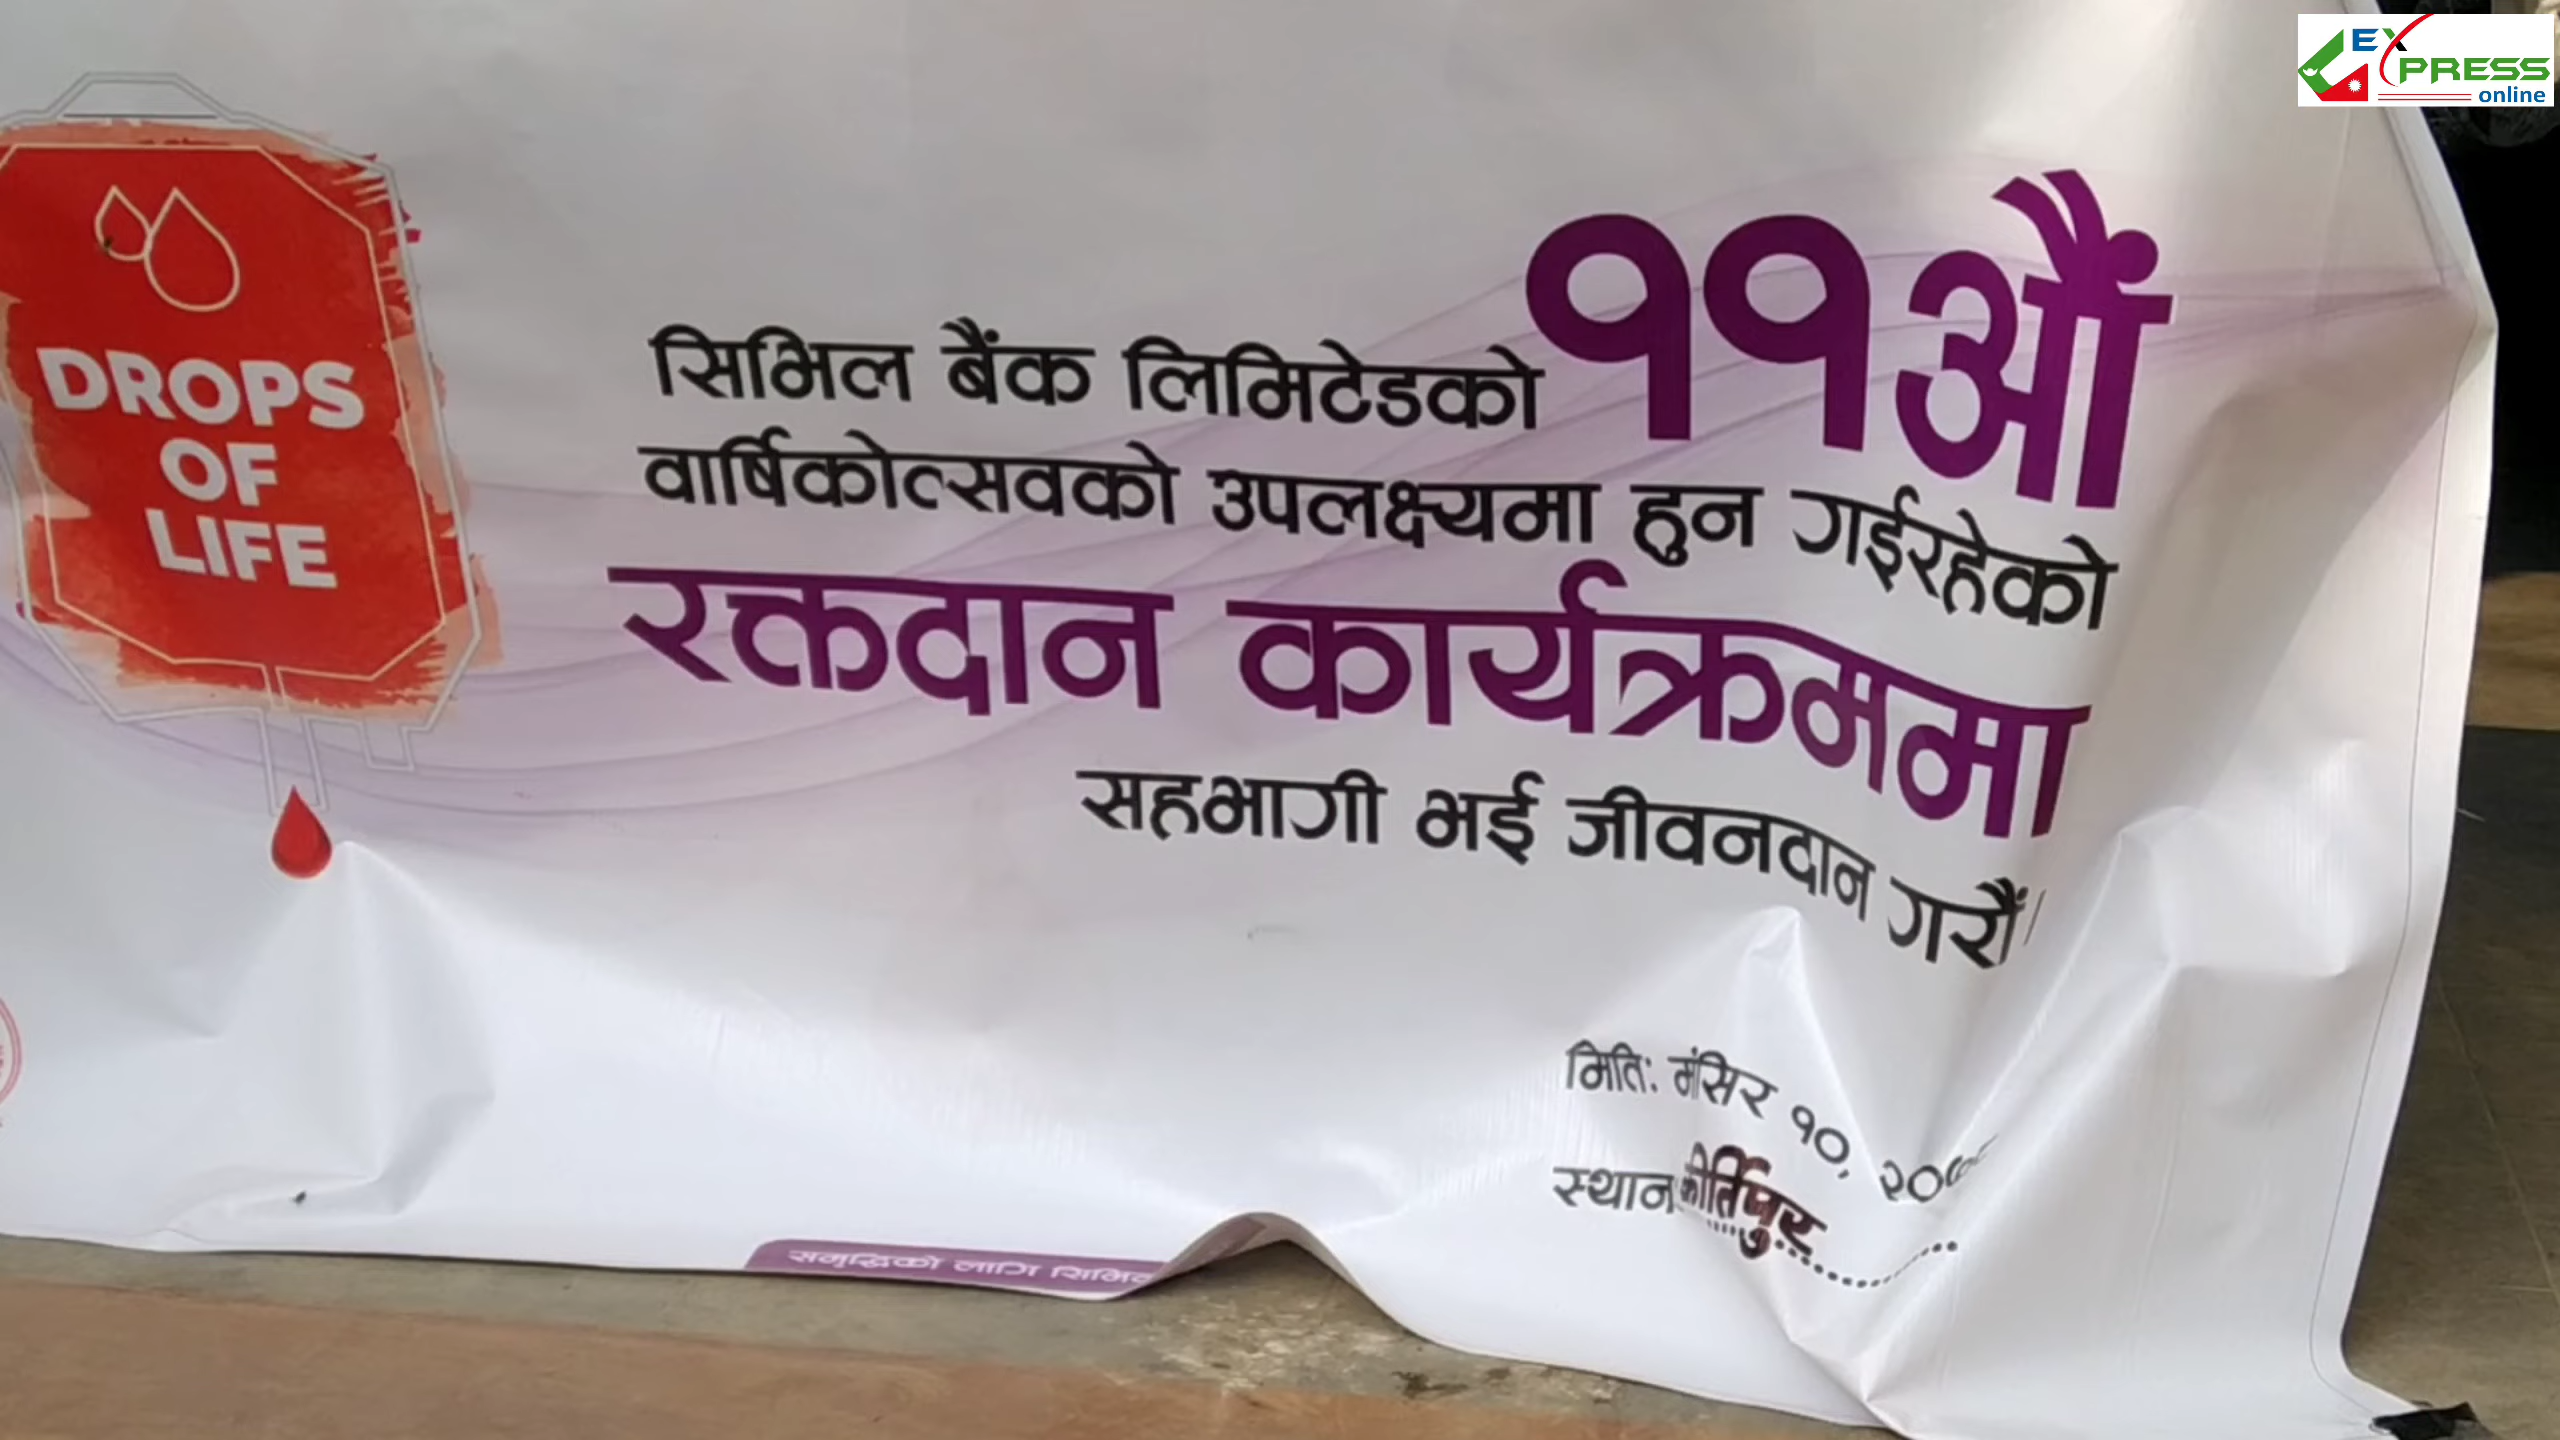 EXPRESS
online
DROPS
OF
LIFE
सिभिल बैंक लिमिटेडको ११औं
वार्षिकोत्सवको उपलक्ष्यमा हुन गईरहेको
रक्तदान कार्यक्रममा
सहभागी भई जीवनदान गरौं।
मितिः मंसिर १०,
स्थान कीर्तिपुर
समृद्धिको लागि